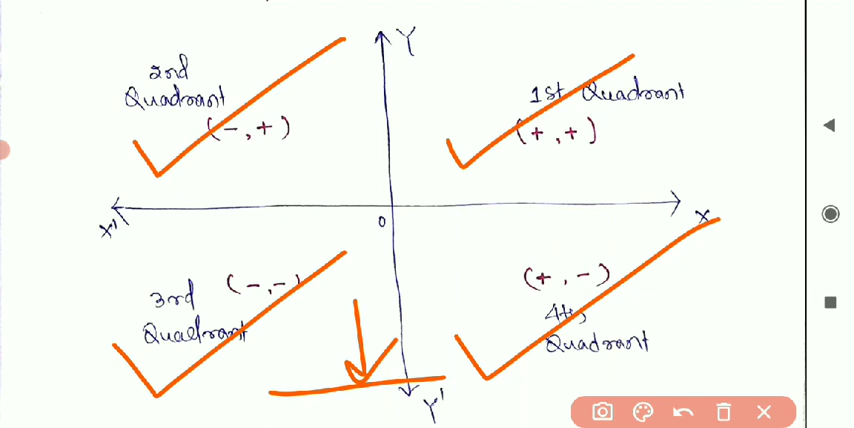 Y
2nd
Quadrant
(-,+)
1st Quadrant
(+,+)
X'
0
X
3rd
Quadrant
(-,-)
(+,-)
4th
Quadrant
Y'